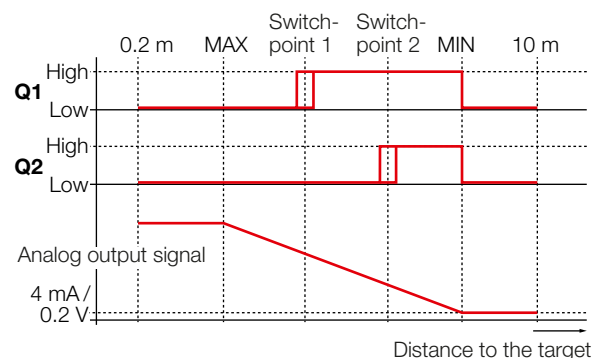 Switch-
point 1
Switch-
point 2
0.2 m
MAX
MIN
10 m
Q1
High
Low
Q2
High
Low
Analog output signal
4 mA /
0.2 V
Distance to the target